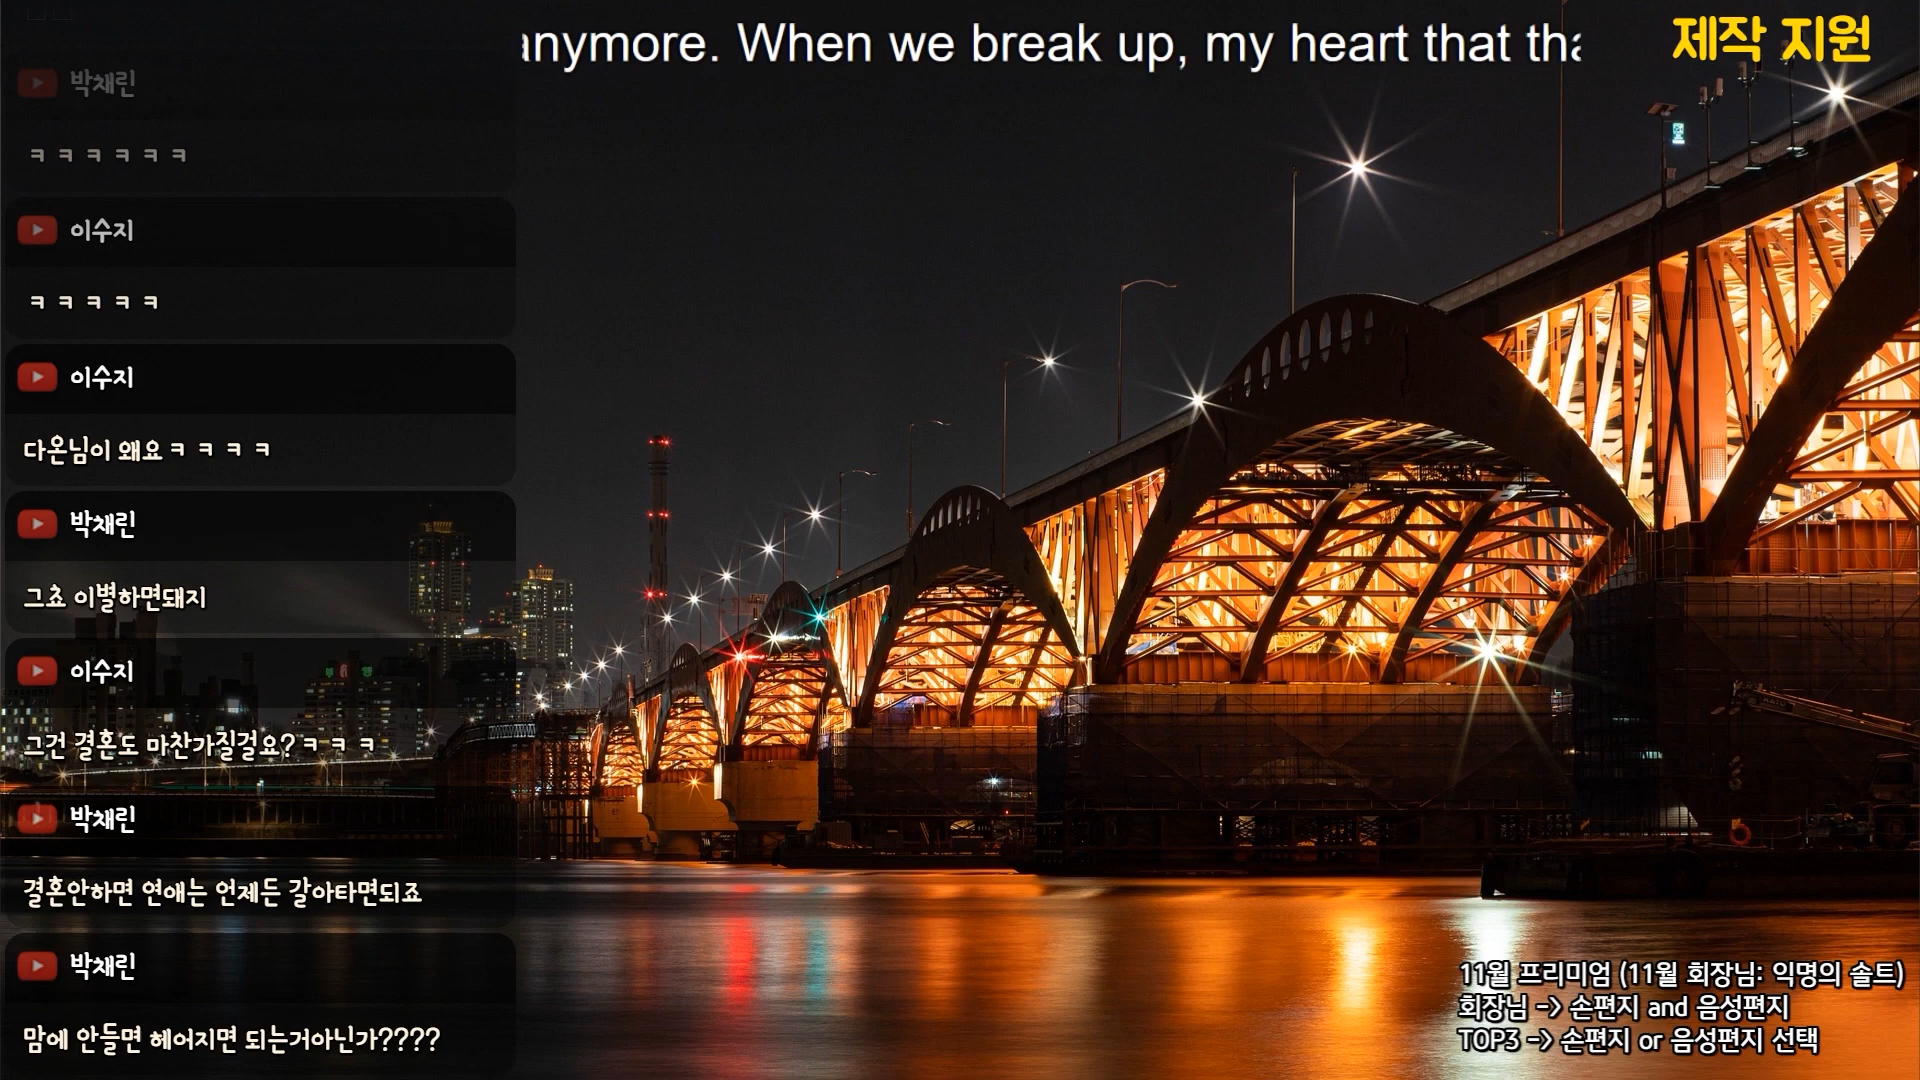 anymore. When we break up, my heart that tha
제작 지원
박채린
ㅋㅋㅋㅋㅋㅋ
이수지
ㅋㅋㅋㅋㅋ
이수지
다온님이 왜요ㅋㅋㅋㅋ
박채린
그쵸 이별하면돼지
이수지
그건 결혼도 마찬가질걸요?ㅋㅋㅋ
박채린
결혼안하면 연애는 언제든 갈아타면되죠
박채린
맘에 안들면 헤어지면 되는거아닌가????
11월 프리미엄 (11월 회장님: 익명의 솔트)
회장님 -> 손편지 and 음성편지
TOP3 -> 손편지 or 음성편지 선택